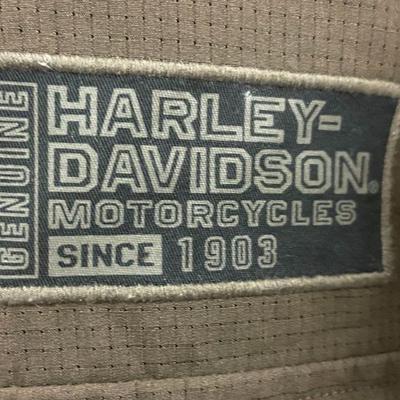 GENUINE
HARLEY-
DAVIDSON®
MOTORCYCLES
SINCE 1903